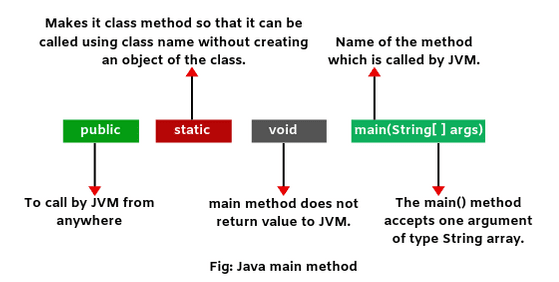 Makes it class method so that it can be
called using class name without creating
an object of the class.
Name of the method
which is called by JVM.
public
static
void
main(String[ ] args)
To call by JVM from
anywhere
main method does not
return value to JVM.
The main() method
accepts one argument
of type String array.
Fig: Java main method